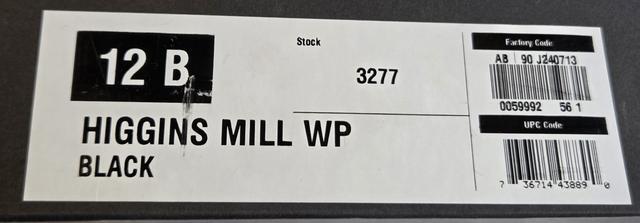 12 B
Stock
3277
HIGGINS MILL WP
BLACK
Factory Code
AB 90 J240713
0059992 56 1
UPC Code
7 36714 43889 0